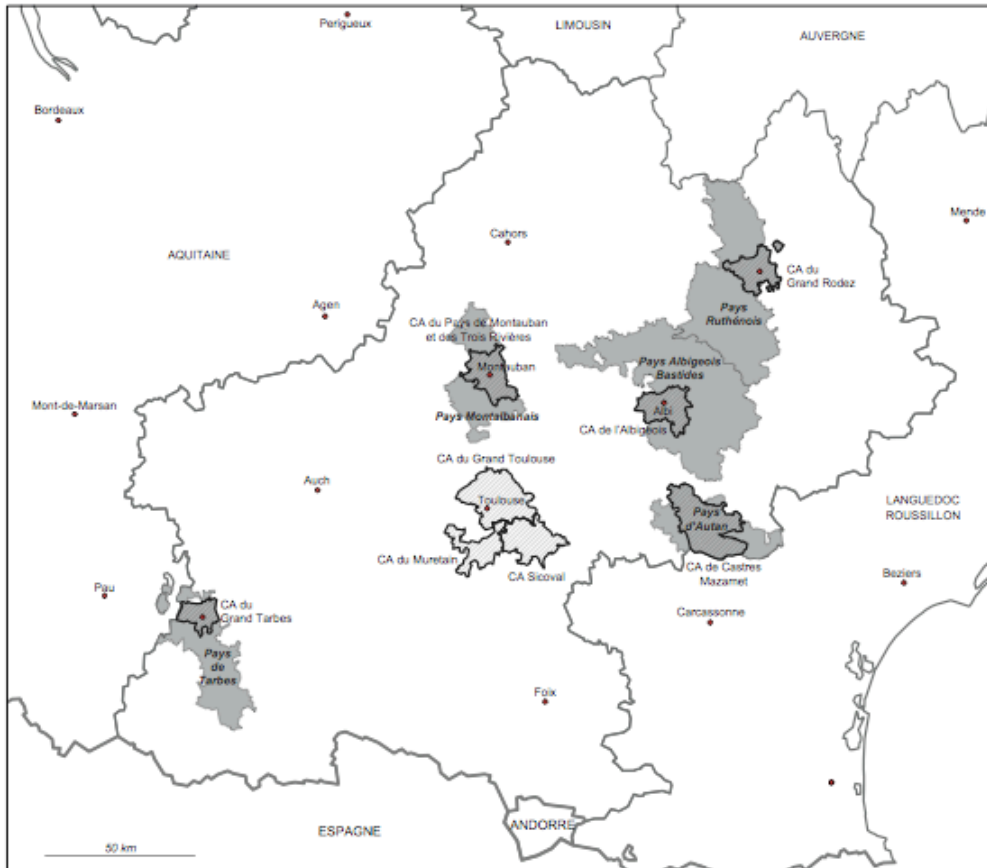 Perigueux
LIMOUSIN
AUVERGNE
Bordeaux
Mende
Cahors
AQUITAINE
CA du
Grand Rodez
Agen
Pays
Ruthénois
CA du Pays de Montauban
et des Trois Rivières
Montauban
Pays Albigeois
Bastides
Mont-de-Marsan
Pays Montalbanais
Albi
CA de l'Albigeois
CA du Grand Toulouse
Auch
Toulouse
LANGUEDOC
ROUSSILLON
Pays
d'Autan
CA du Muretain
CA Sicoval
CA de Castres
Mazamet
Beziers
Pau
CA du
Grand Tarbes
Carcassonne
Pays
de
Tarbes
Foix
ESPAGNE
ANDORRE
50 km